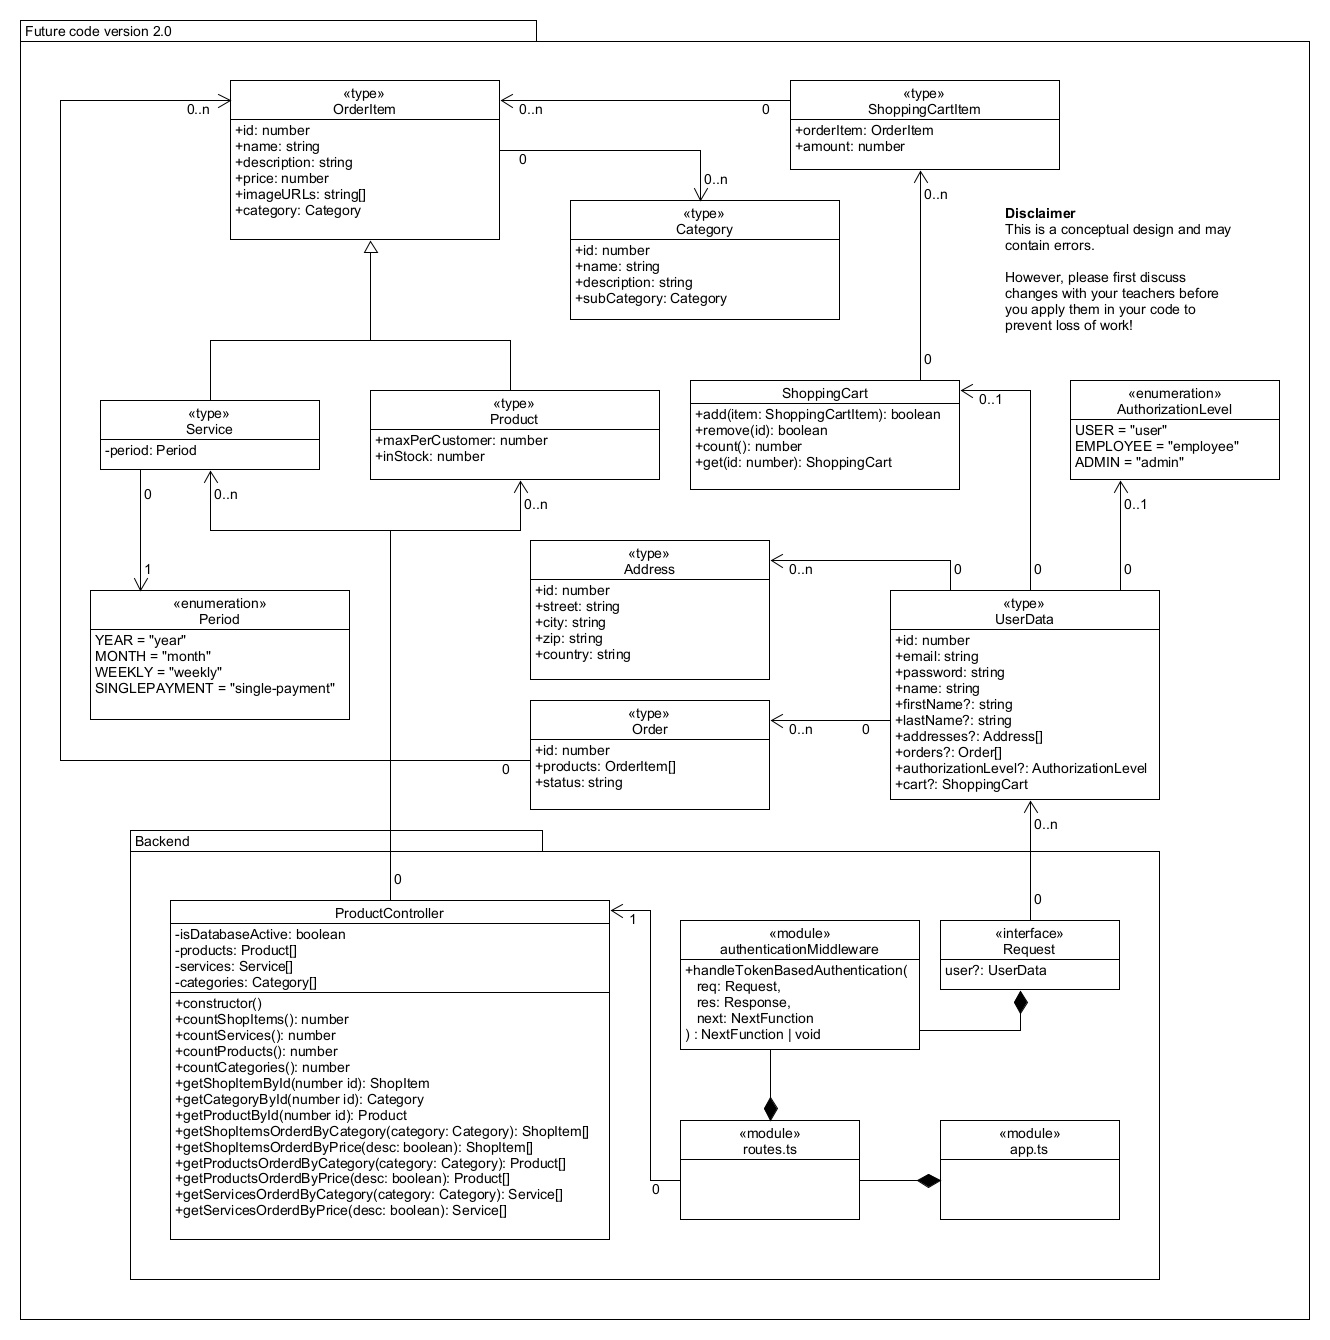 Future code version 2.0
«type»
OrderItem
+id: number
+name: string
+description: string
+price: number
+imageURLs: string[]
+category: Category
0..n
0..n
0
«type»
ShoppingCartItem
+orderItem: OrderItem
+amount: number
0
0..n
«type»
Category
+id: number
+name: string
+description: string
+subCategory: Category
0..n
0
Disclaimer
This is a conceptual design and may
contain errors.
However, please first discuss
changes with your teachers before
you apply them in your code to
prevent loss of work!
«type»
Service
-period: Period
«type»
Product
+maxPerCustomer: number
+inStock: number
ShoppingCart
+add(item: ShoppingCartItem): boolean
+remove(id): boolean
+count(): number
+get(id: number): ShoppingCart
0..1
«enumeration»
AuthorizationLevel
USER = "user"
EMPLOYEE = "employee"
ADMIN = "admin"
0
0..n
0..n
0..1
1
«enumeration»
Period
YEAR = "year"
MONTH = "month"
WEEKLY = "weekly"
SINGLEPAYMENT = "single-payment"
«type»
Address
+id: number
+street: string
+city: string
+zip: string
+country: string
0..n
0
0
0
«type»
UserData
+id: number
+email: string
+password: string
+name: string
+firstName?: string
+lastName?: string
+addresses?: Address[]
+orders?: Order[]
+authorizationLevel?: AuthorizationLevel
+cart?: ShoppingCart
«type»
Order
+id: number
+products: OrderItem[]
+status: string
0..n
0
0
0..n
Backend
0
0
ProductController
-isDatabaseActive: boolean
-products: Product[]
-services: Service[]
-categories: Category[]
+constructor()
+countShopItems(): number
+countServices(): number
+countProducts(): number
+countCategories(): number
+getShopItemById(number id): ShopItem
+getCategoryById(number id): Category
+getProductById(number id): Product
+getShopItemsOrderdByCategory(category: Category): ShopItem[]
+getShopItemsOrderdByPrice(desc: boolean): ShopItem[]
+getProductsOrderdByCategory(category: Category): Product[]
+getProductsOrderdByPrice(desc: boolean): Product[]
+getServicesOrderdByCategory(category: Category): Service[]
+getServicesOrderdByPrice(desc: boolean): Service[]
1
0
«module»
authenticationMiddleware
+handleTokenBasedAuthentication(
req: Request,
res: Response,
next: NextFunction
) : NextFunction | void
«interface»
Request
user?: UserData
«module»
routes.ts
«module»
app.ts